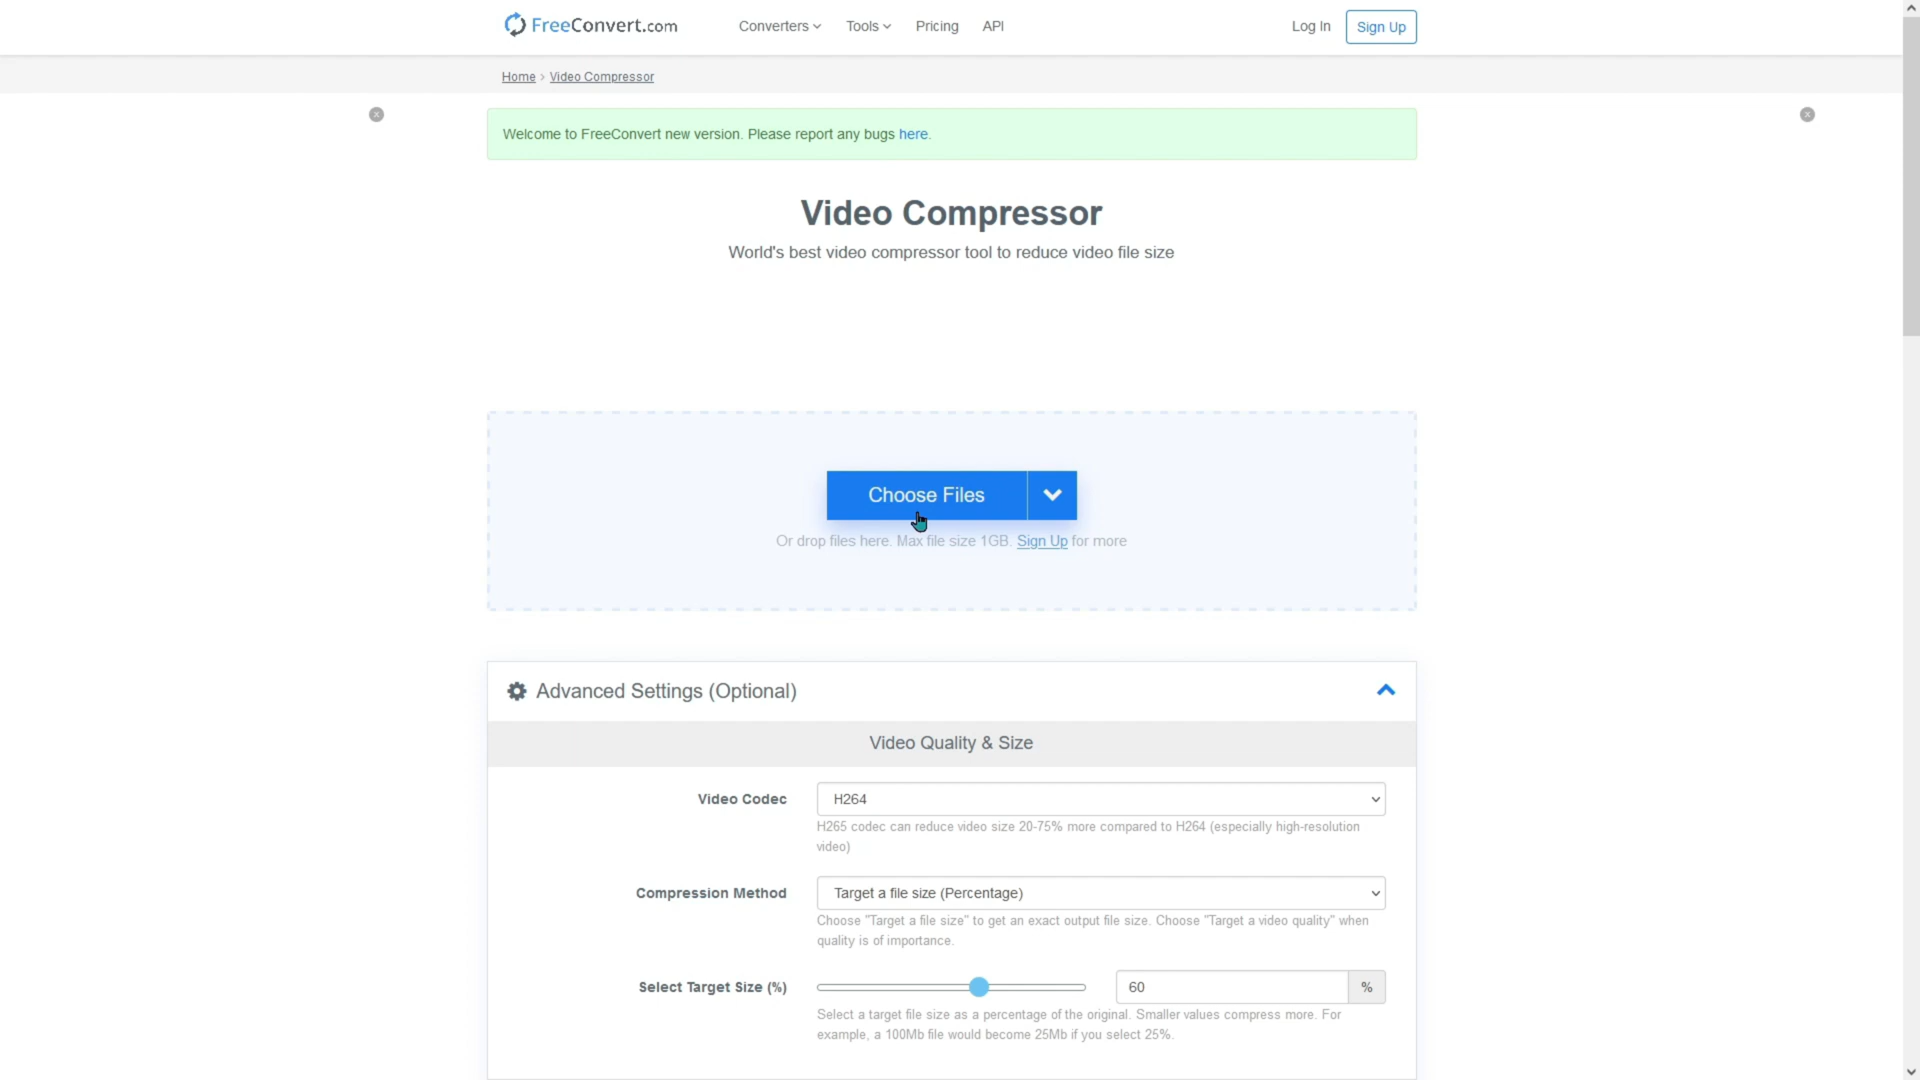 FreeConvert.com Converters Tools Pricing API Log In Sign Up
Home › Video Compressor
Welcome to FreeConvert new version. Please report any bugs here.
Video Compressor
World's best video compressor tool to reduce video file size
Choose Files
Or drop files here. Max file size 1GB. Sign Up for more
Advanced Settings (Optional)
Video Quality & Size
Video Codec H264
H265 codec can reduce video size 20-75% more compared to H264 (especially high-resolution
video)
Compression Method Target a file size (Percentage)
Choose "Target a file size" to get an exact output file size. Choose "Target a video quality" when
quality is of importance.
Select Target Size (%) 60 %
Select a target file size as a percentage of the original. Smaller values compress more. For
example, a 100Mb file would become 25Mb if you select 25%.